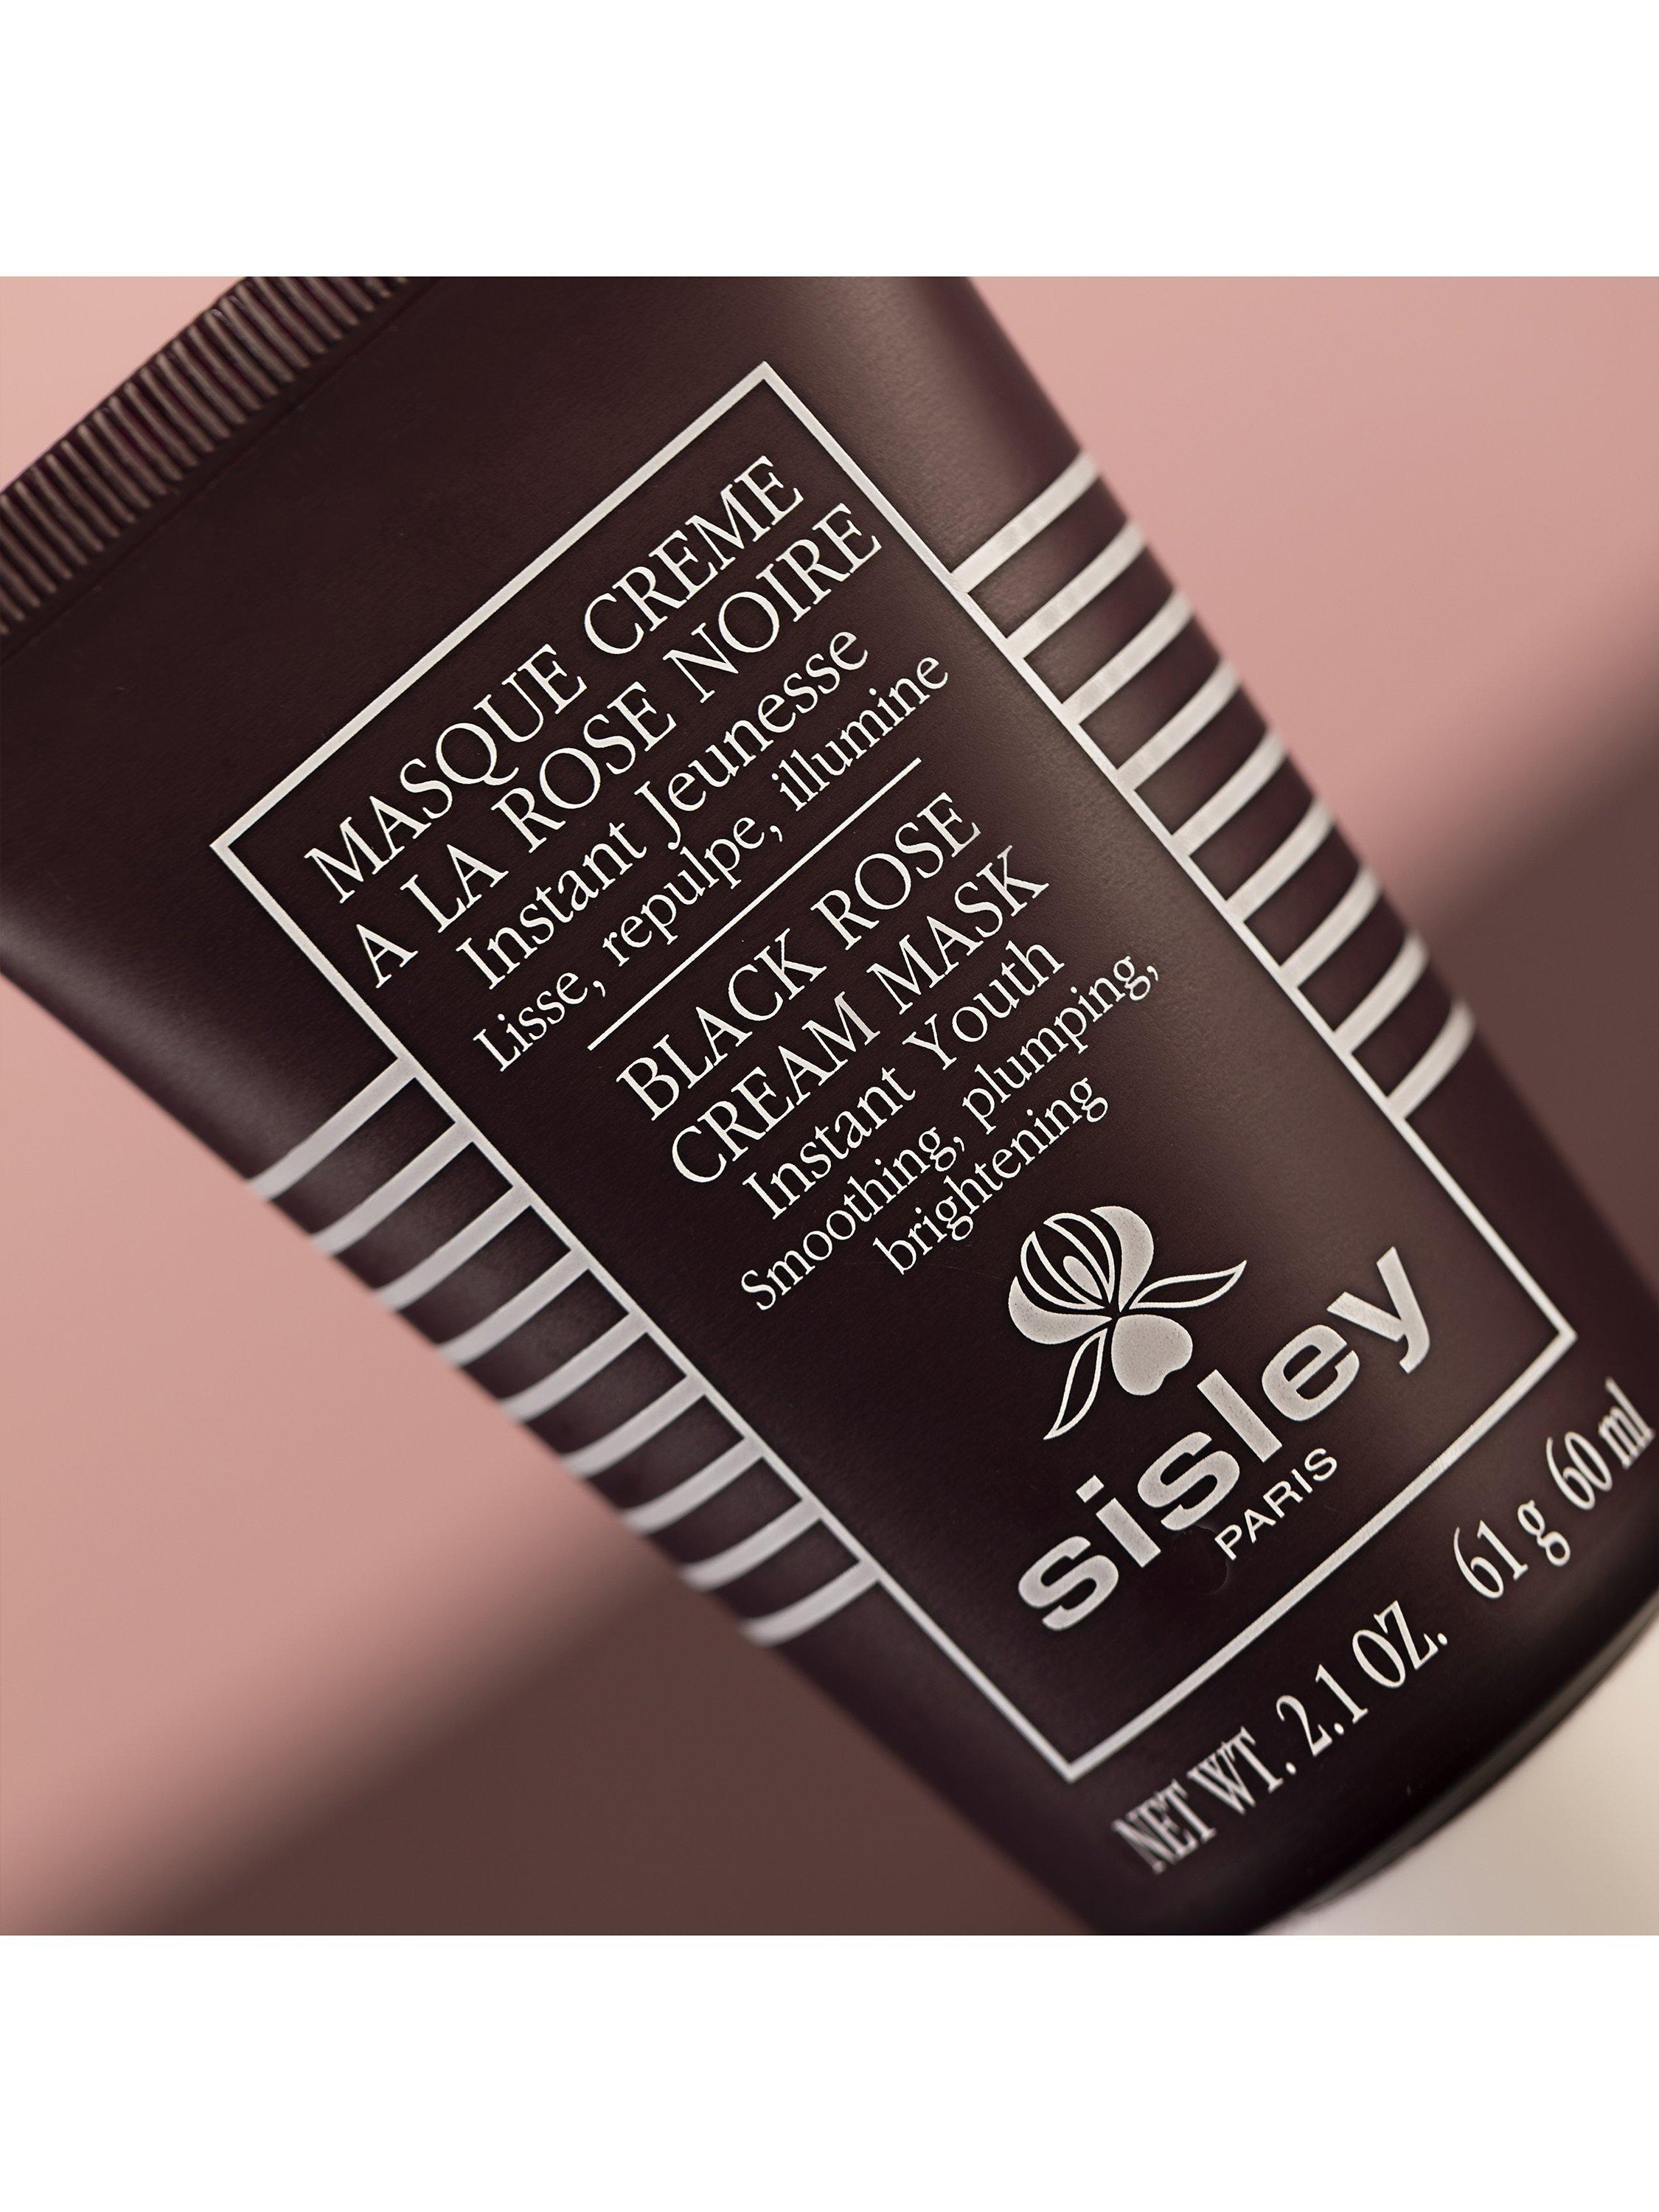 MASQUE CREME
A LA ROSE NOIRE
Instant Jeunesse
Lisse, repulpe, illumine
BLACK ROSE
CREAM MASK
Instant Youth
Smoothing, plumping,
brightening
sisley
PARIS
NET WT. 2.1 OZ. 61 g 60 ml